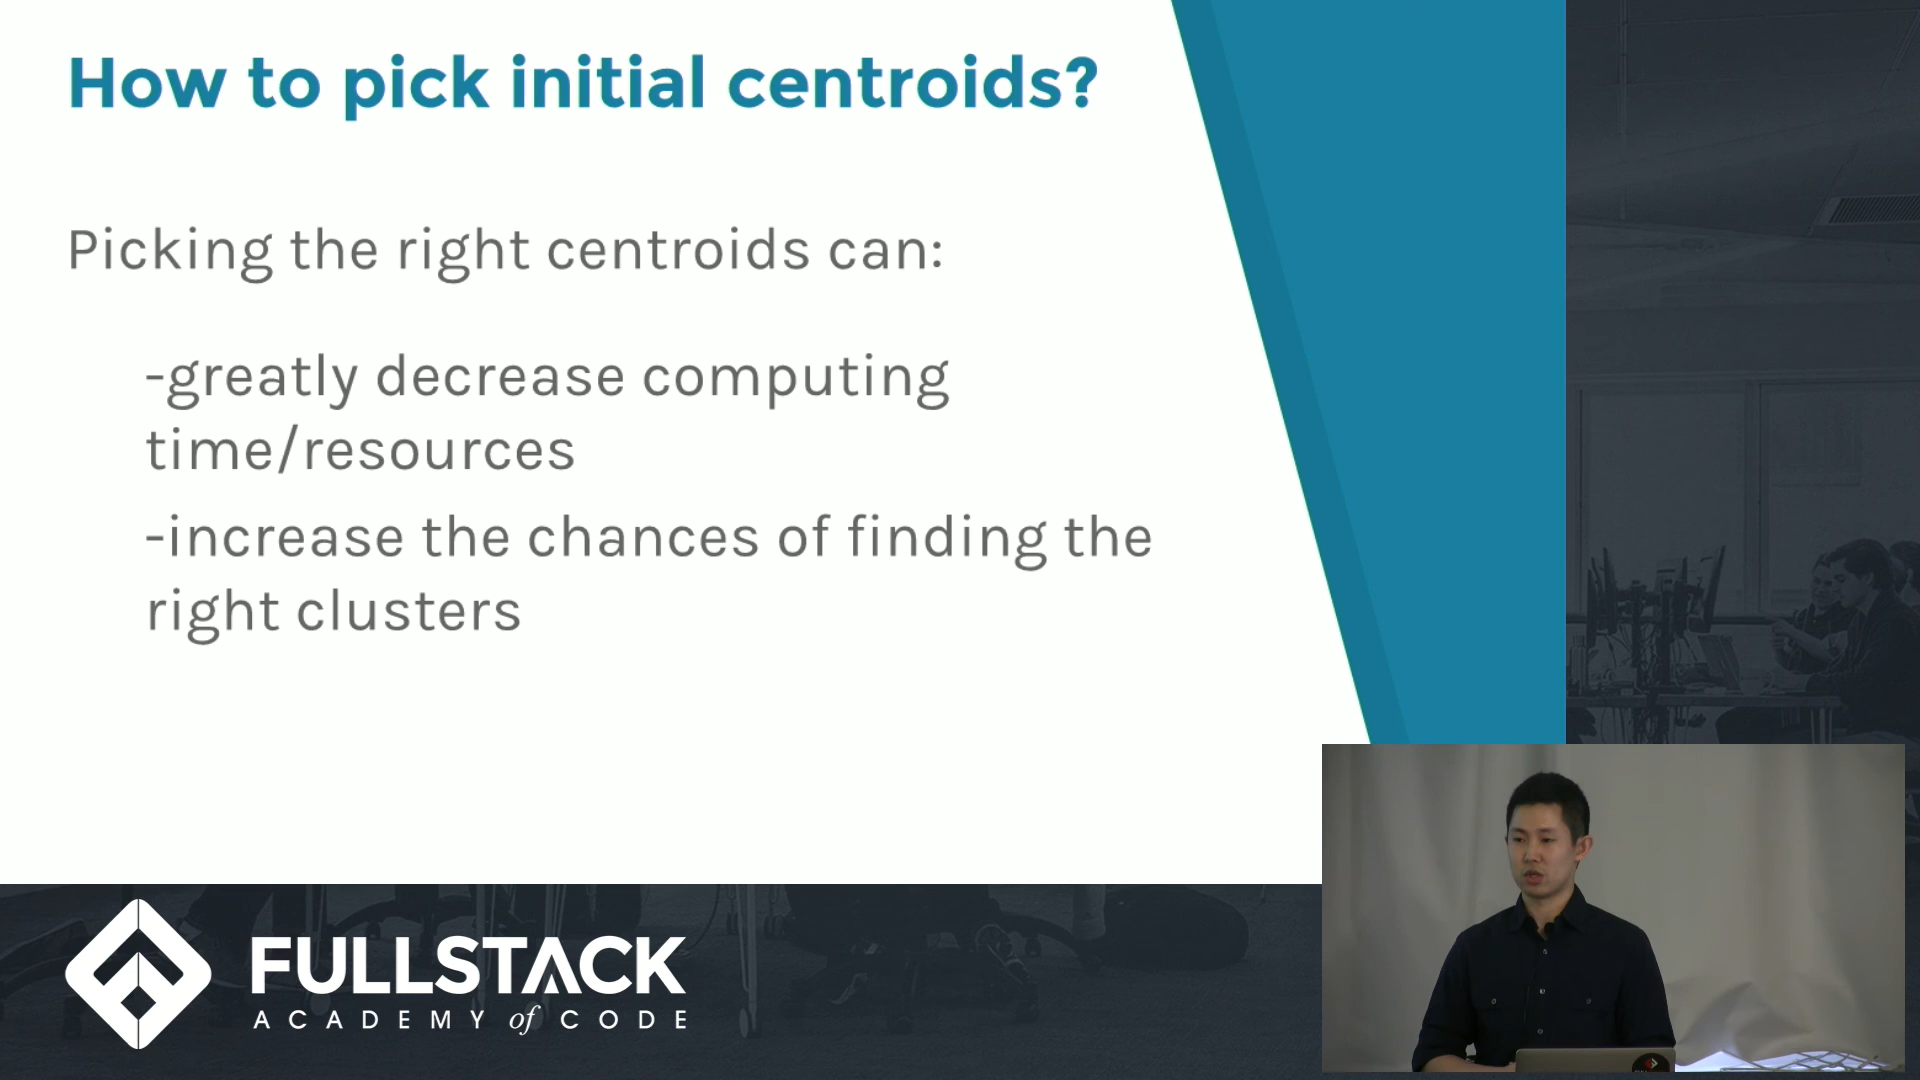 How to pick initial centroids?
Picking the right centroids can:
-greatly decrease computing
time/resources
-increase the chances of finding the
right clusters
FULLSTACK
ACADEMY of CODE